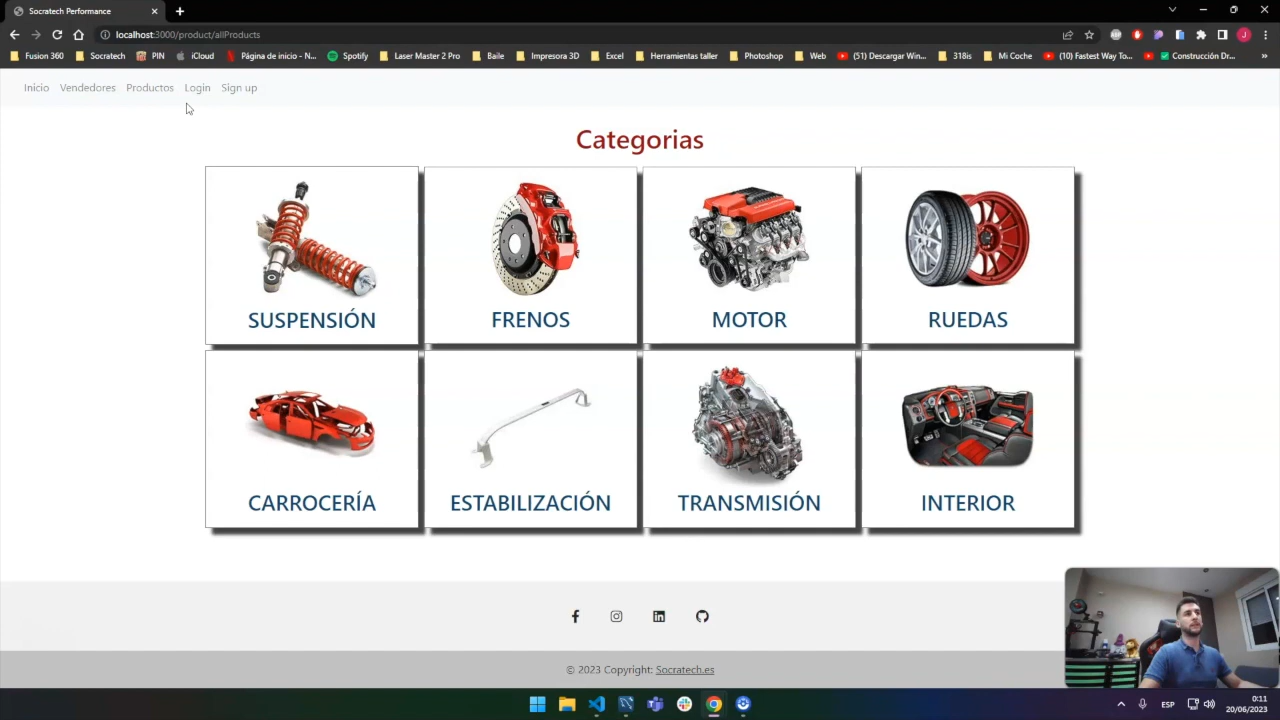 Socratech Performance
localhost:3000/product/allProducts
Fusion 360 Socratech PIN iCloud Página de inicio - N... Spotify Laser Master 2 Pro Baile Impresora 3D Excel Herramientas taller Photoshop Web (51) Descargar Win... 318is Mi Coche (10) Fastest Way To... Construcción Dr... »
Inicio Vendedores Productos Login Sign up
Categorias
SUSPENSIÓN FRENOS MOTOR RUEDAS
CARROCERÍA ESTABILIZACIÓN TRANSMISIÓN INTERIOR
© 2023 Copyright: Socratech.es
ESP 0:11
20/06/2023